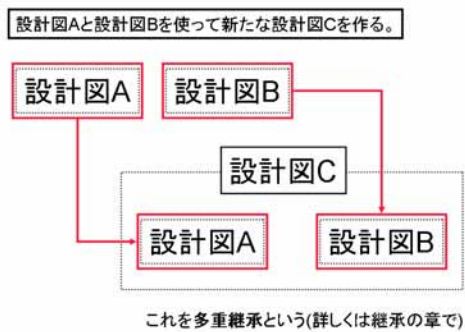 設計図Aと設計図Bを使って新たな設計図Cを作る。
設計図A
設計図B
設計図C
設計図A
設計図B
これを多重継承という(詳しくは継承の章で)